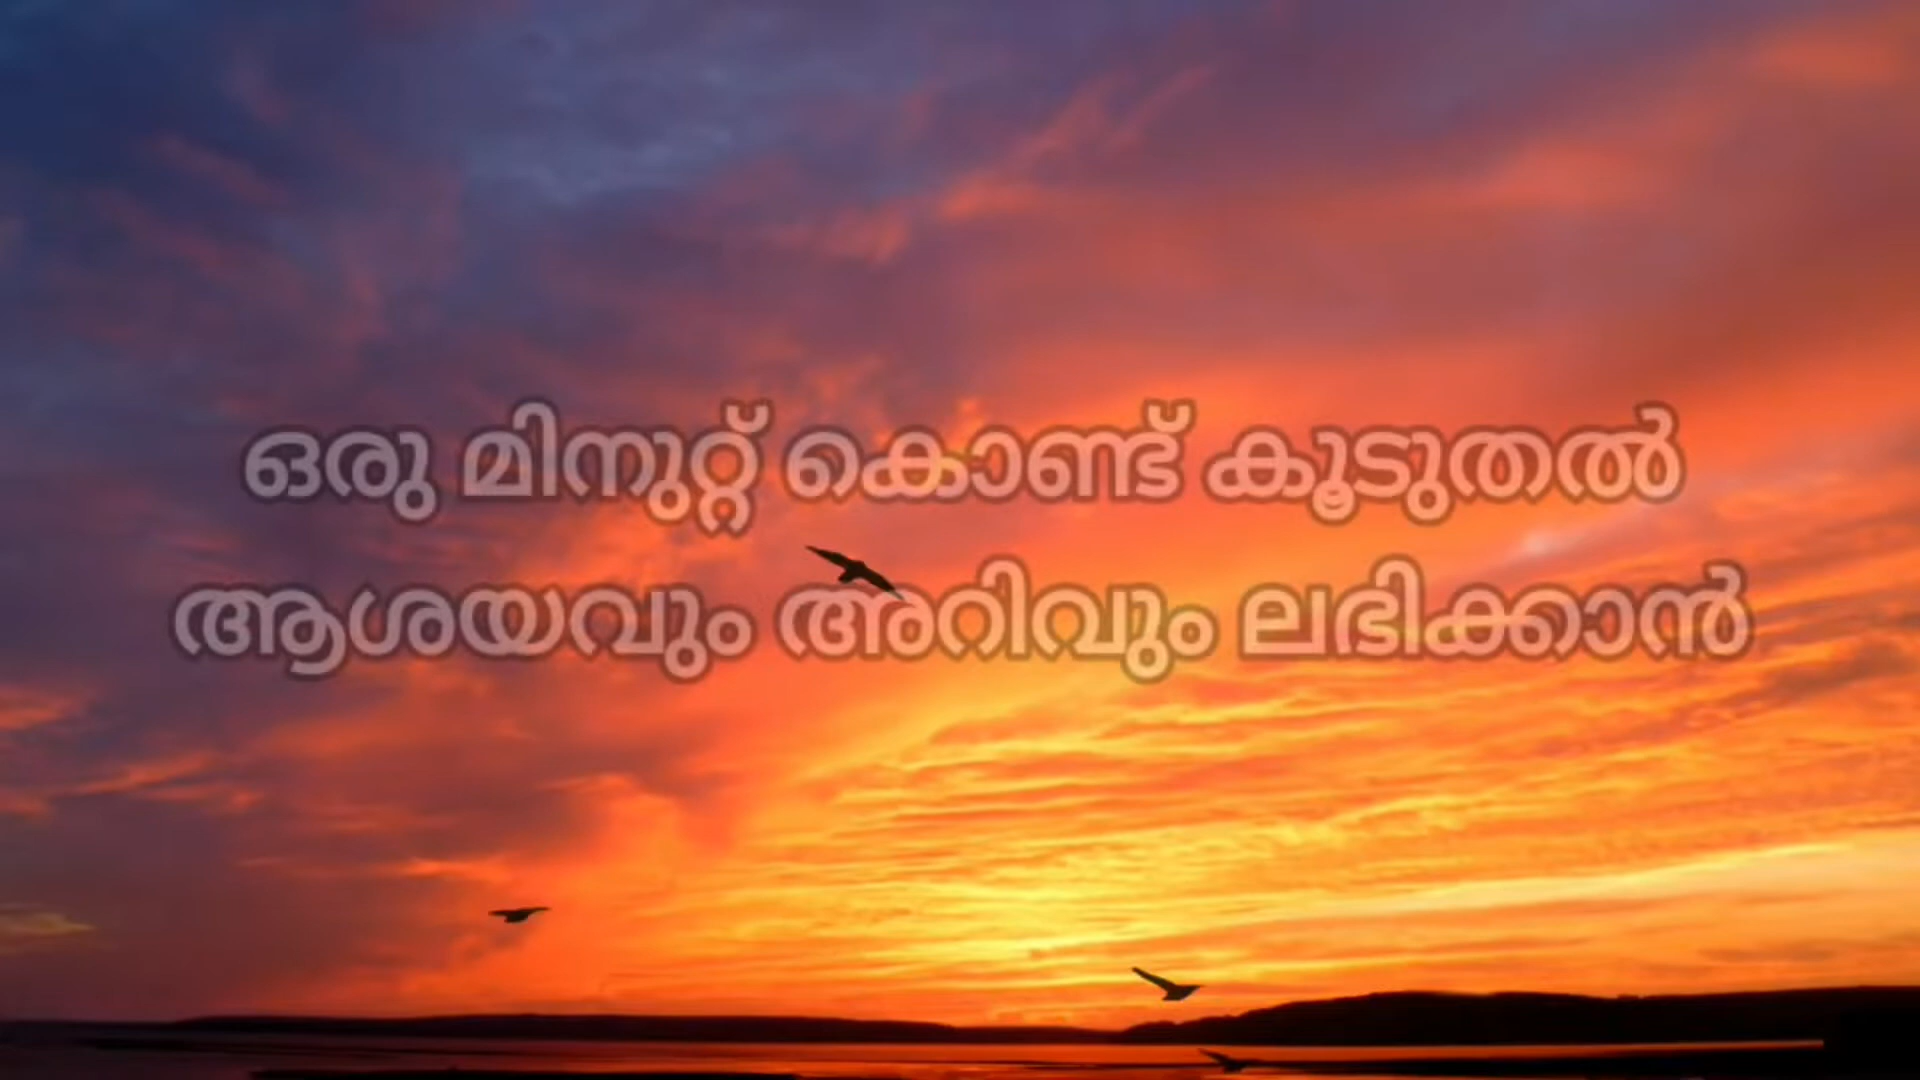 ഒരു മിനുറ്റ് കൊണ്ട് കൂടുതൽ
ആശയവും അറിവും ലഭിക്കാൻ